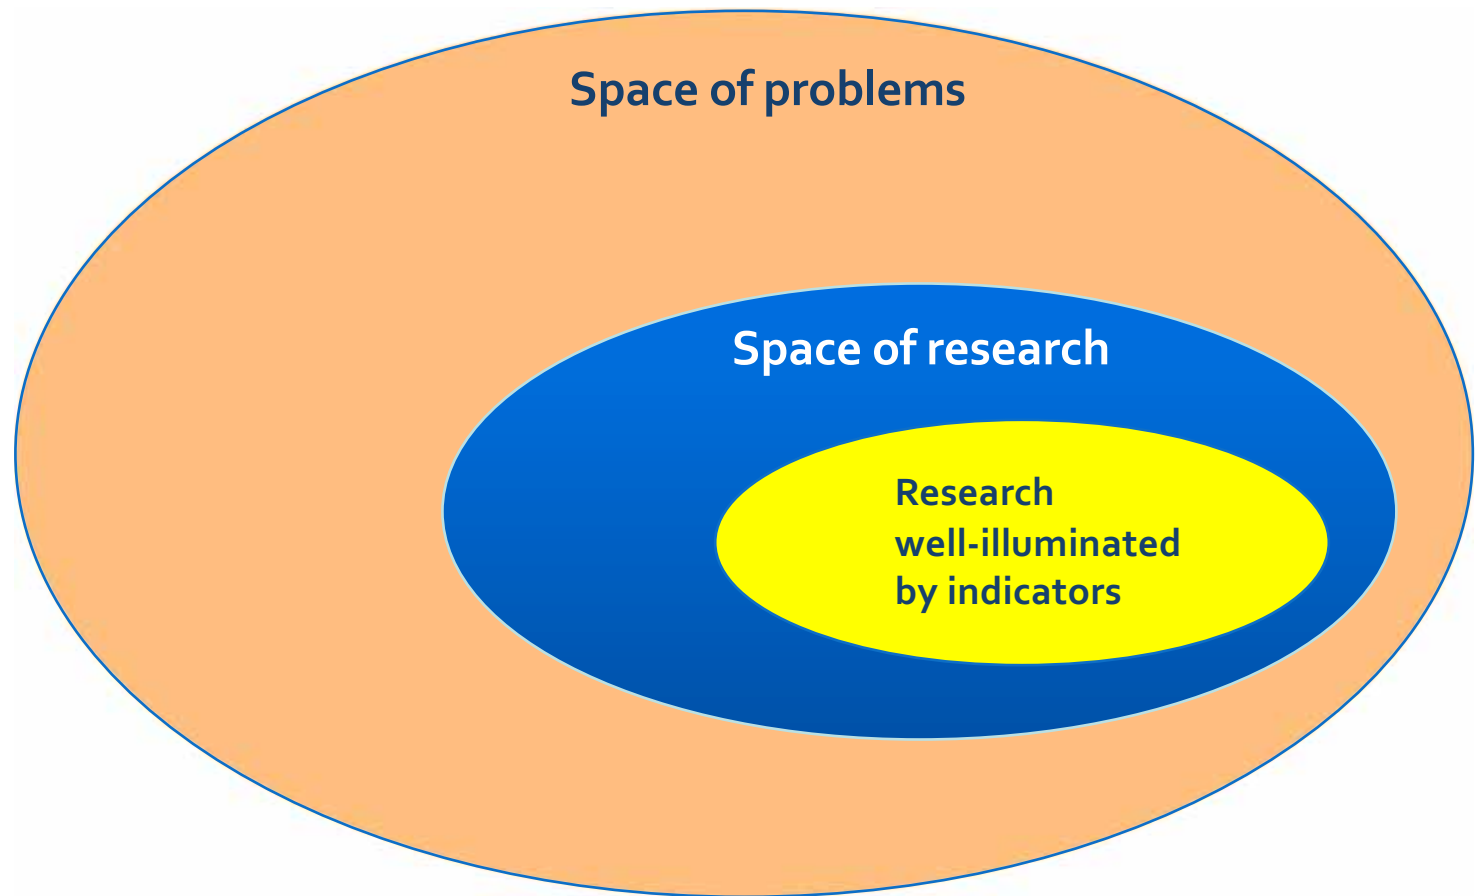 Space of problems
Space of research
Research
well-illuminated
by indicators